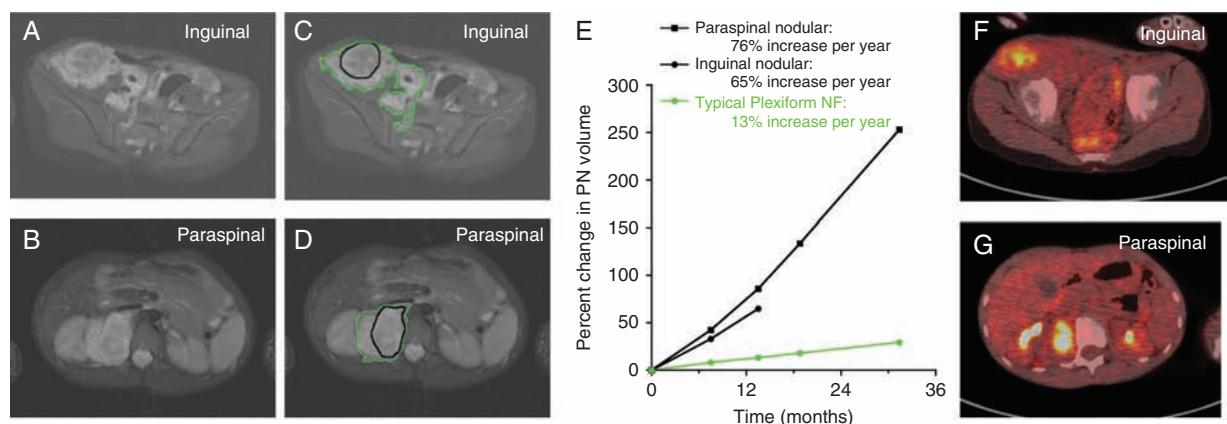 A
Inguinal
C
Inguinal
B
Paraspinal
D
Paraspinal
E
Paraspinal nodular:
76% increase per year
Inguinal nodular:
65% increase per year
Typical Plexiform NF:
13% increase per year
Percent change in PN volume
300
250
200
150
100
50
0
0
12
24
36
Time (months)
F
Inguinal
G
Paraspinal